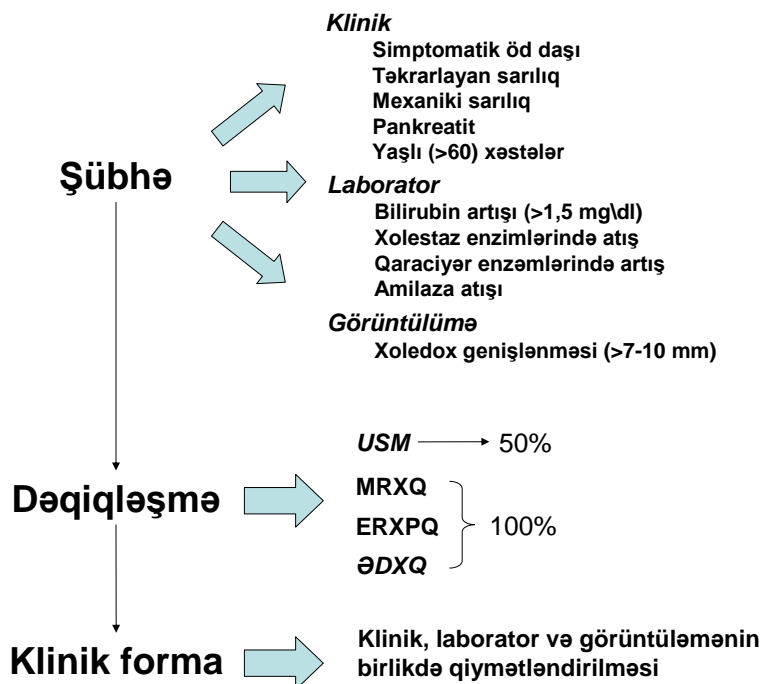 Klinik
Simptomatik öd daşı
Təkrarlayan sarılıq
Mexaniki sarılıq
Pankreatit
Yaşlı (>60) xəstələr
Şübhə
Laborator
Bilirubin artışı (>1,5 mg\dl)
Xolestaz enzimlərində atış
Qaraciyər enzəmlərində artış
Amilaza atışı
Görüntülümə
Xoledox genişlənməsi (>7-10 mm)
USM 50%
Dəqiqləşmə
MRXQ
ERXPQ 100%
ƏDXQ
Klinik forma
Klinik, laborator və görüntüləmənin
birlikdə qiymətləndirilməsi